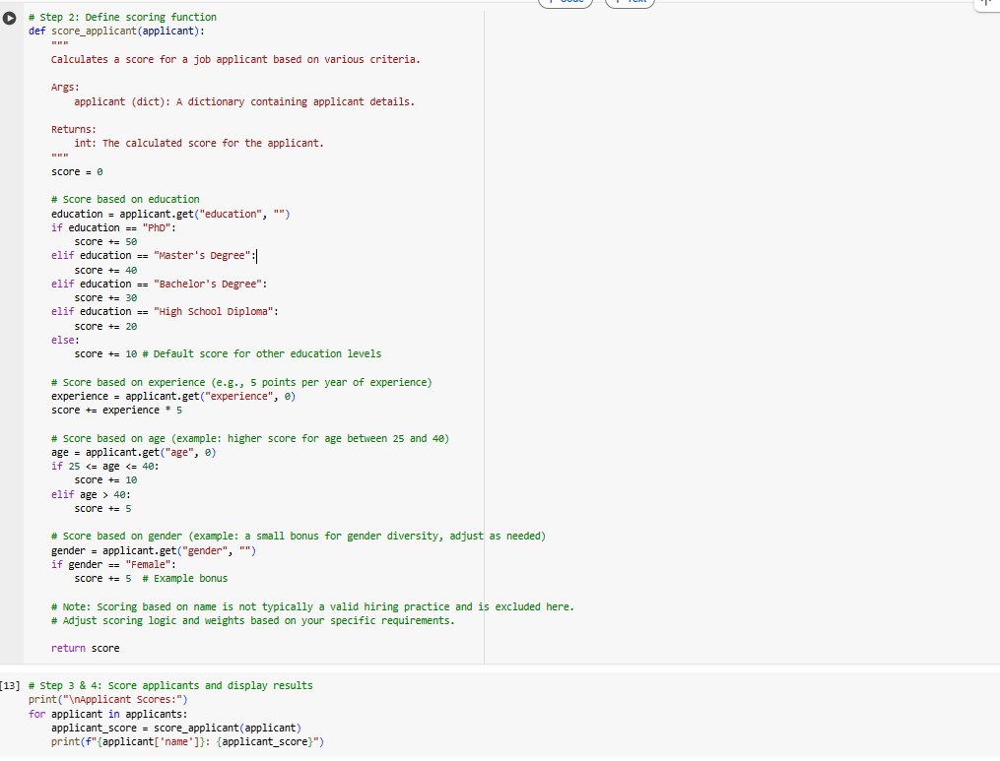 # Step 2: Define scoring function
def score_applicant(applicant):
    """
    Calculates a score for a job applicant based on various criteria.

    Args:
        applicant (dict): A dictionary containing applicant details.

    Returns:
        int: The calculated score for the applicant.
    """
    score = 0

    # Score based on education
    education = applicant.get("education", "")
    if education == "PhD":
        score += 50
    elif education == "Master's Degree":
        score += 40
    elif education == "Bachelor's Degree":
        score += 30
    elif education == "High School Diploma":
        score += 20
    else:
        score += 10 # Default score for other education levels

    # Score based on experience (e.g., 5 points per year of experience)
    experience = applicant.get("experience", 0)
    score += experience * 5

    # Score based on age (example: higher score for age between 25 and 40)
    age = applicant.get("age", 0)
    if 25 <= age <= 40:
        score += 10
    elif age > 40:
        score += 5

    # Score based on gender (example: a small bonus for gender diversity, adjust as needed)
    gender = applicant.get("gender", "")
    if gender == "Female":
        score += 5  # Example bonus

    # Note: Scoring based on name is not typically a valid hiring practice and is excluded here.
    # Adjust scoring logic and weights based on your specific requirements.

    return score
[13] # Step 3 & 4: Score applicants and display results
print("\nApplicant Scores:")
for applicant in applicants:
    applicant_score = score_applicant(applicant)
    print(f"{applicant['name']}: {applicant_score}")